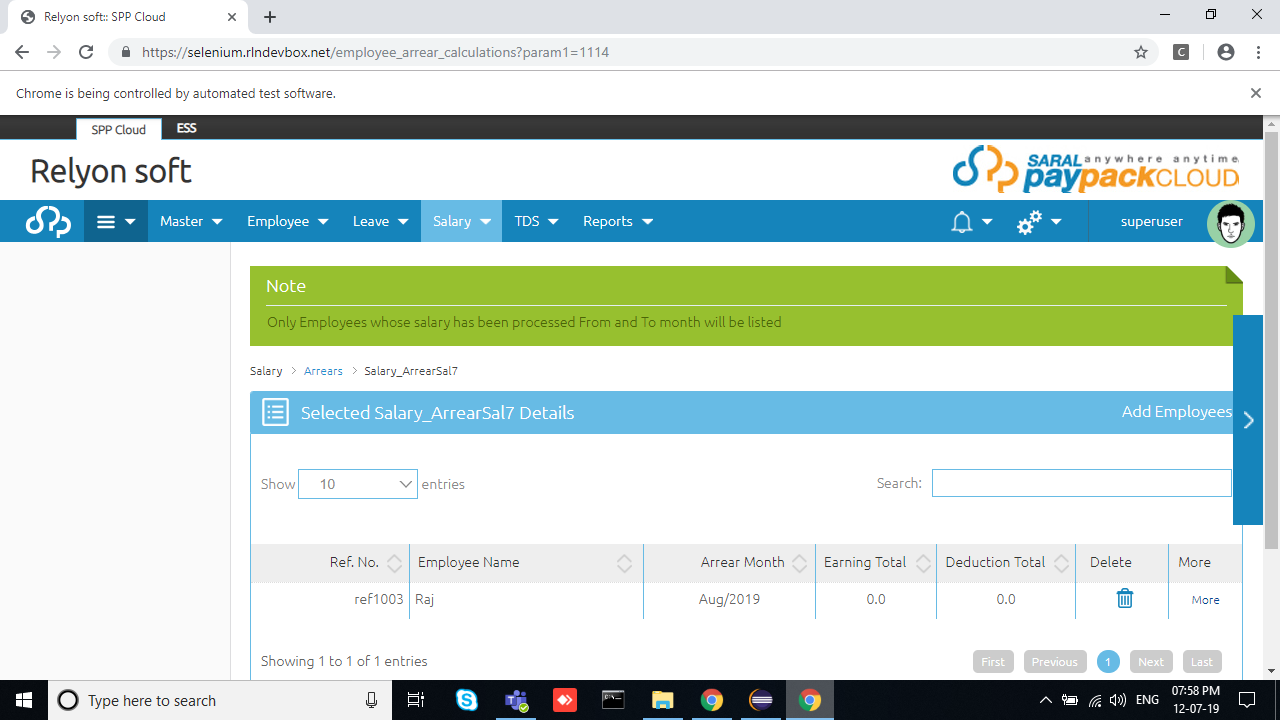 Relyon soft:: SPP Cloud
https://selenium.rlndevbox.net/employee_arrear_calculations?param1=1114
C
Chrome is being controlled by automated test software.
SPP Cloud ESS
Relyon soft
SARAL anywhere anytime
paypackCLOUD
Master Employee Leave Salary TDS Reports superuser
Note
Only Employees whose salary has been processed From and To month will be listed
Salary > Arrears > Salary_ArrearSal7
Selected Salary_ArrearSal7 Details Add Employees
Show 10 entries Search:
Ref. No. Employee Name Arrear Month Earning Total Deduction Total Delete More
ref1003 Raj Aug/2019 0.0 0.0 More
Showing 1 to 1 of 1 entries First Previous 1 Next Last
Type here to search ENG 07:58 PM
12-07-19